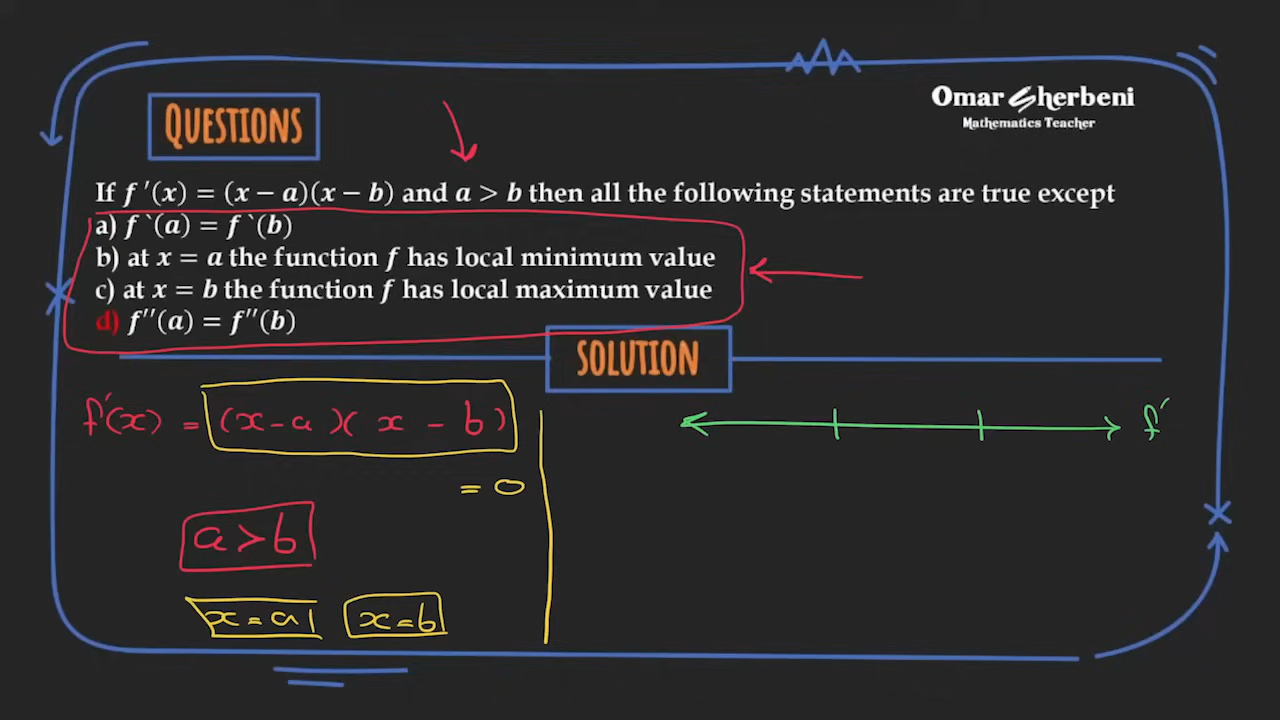 QUESTIONS
Omar Sherbeni
Mathematics Teacher
If f '(x) = (x − a)(x − b) and a > b then all the following statements are true except
a) f `(a) = f `(b)
b) at x = a the function f has local minimum value
c) at x = b the function f has local maximum value
d) f′′(a) = f′′(b)
SOLUTION
f'(x) = (x-a)(x - b)
= 0
a>b
x=a x=b
f'